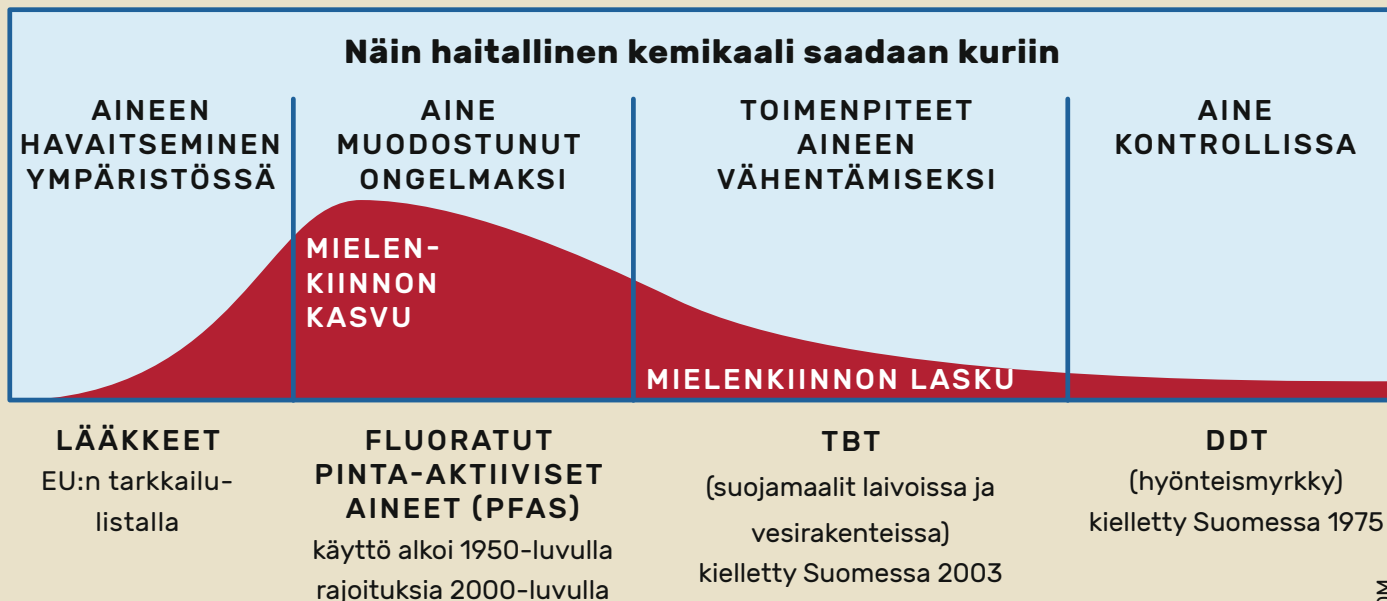 Näin haitallinen kemikaali saadaan kuriin
AINEEN
HAVAITSEMINEN
YMPÄRISTÖSSÄ
AINE
MUODOSTUNUT
ONGELMAKSI
TOIMENPITEET
AINEEN
VÄHENTÄMISEKSI
AINE
KONTROLLISSA
MIELEN-
KIINNON
KASVU
MIELENKIINNON LASKU
LÄÄKKEET
EU:n tarkkailu-
listalla
FLUORATUT
PINTA-AKTIIVISET
AINEET (PFAS)
käyttö alkoi 1950-luvulla
rajoituksia 2000-luvulla
TBT
(suojamaalit laivoissa ja
vesirakenteissa)
kielletty Suomessa 2003
DDT
(hyönteismyrkky)
kielletty Suomessa 1975